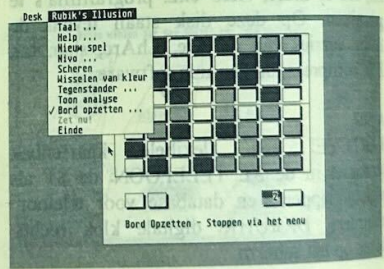 Desk Rubik's Illusion
Taal ...
Help ...
Nieuw spel
Nivo ...
Scheren
Wisselen van kleur
Tegenstander ...
Toon analyse
✓ Bord opzetten ...
Zet nu!
Einde
2
Bord Opzetten - Stoppen via het menu